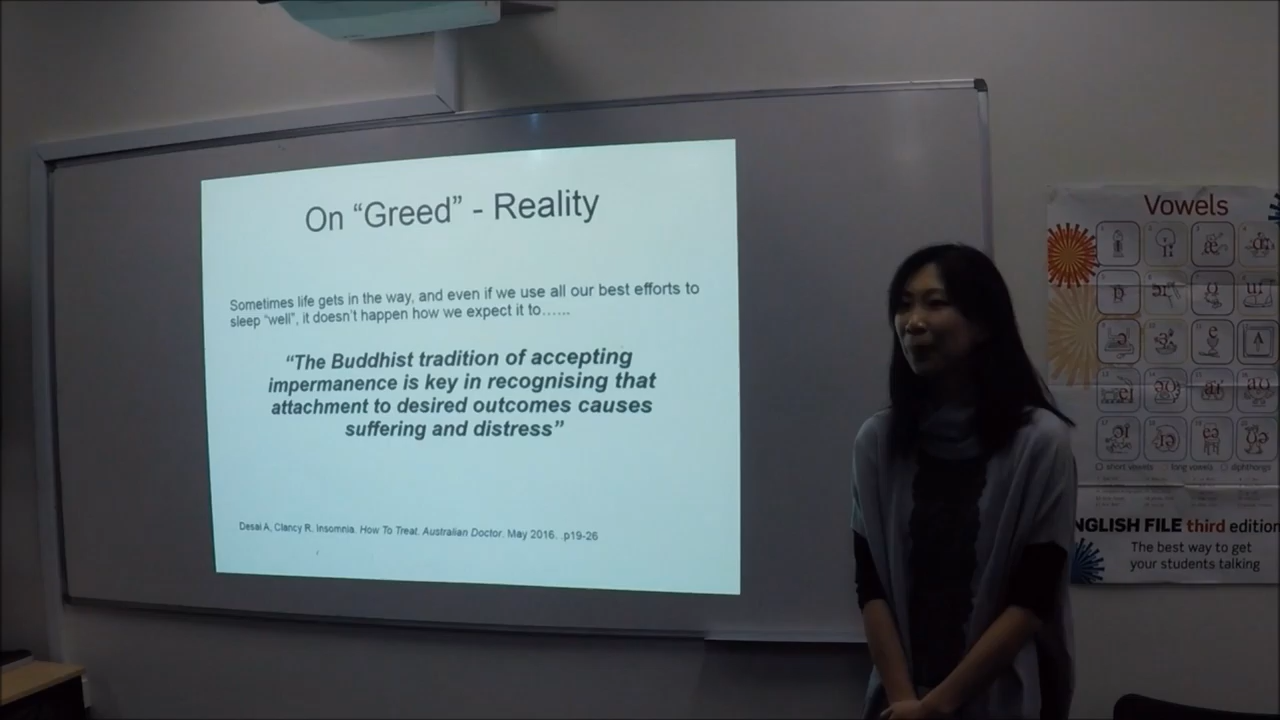 On “Greed” - Reality
Sometimes life gets in the way, and even if we use all our best efforts to
sleep “well”, it doesn’t happen how we expect it to……
“The Buddhist tradition of accepting
impermanence is key in recognising that
attachment to desired outcomes causes
suffering and distress”
Desai A, Clancy R. Insomnia. How To Treat. Australian Doctor. May 2016. .p19-26
Vowels
short vowels long vowels diphthongs
NGLISH FILE third edition
The best way to get
your students talking